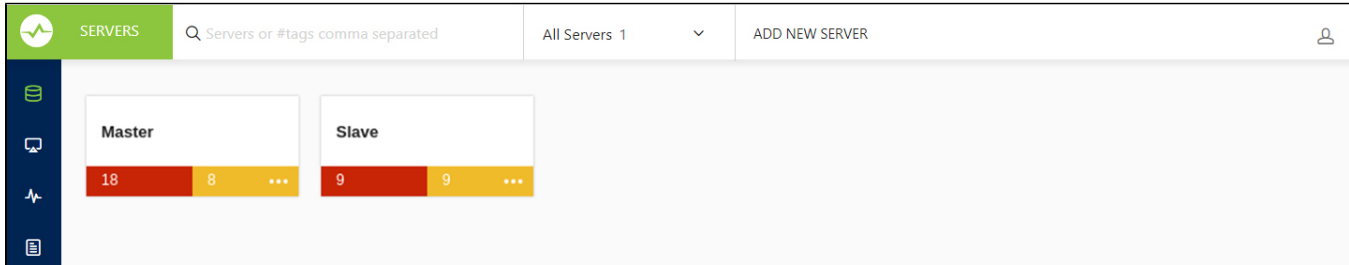 SERVERS
Servers or #tags comma separated
All Servers 1
ADD NEW SERVER
Master
Slave
18 8 •••
9 9 •••